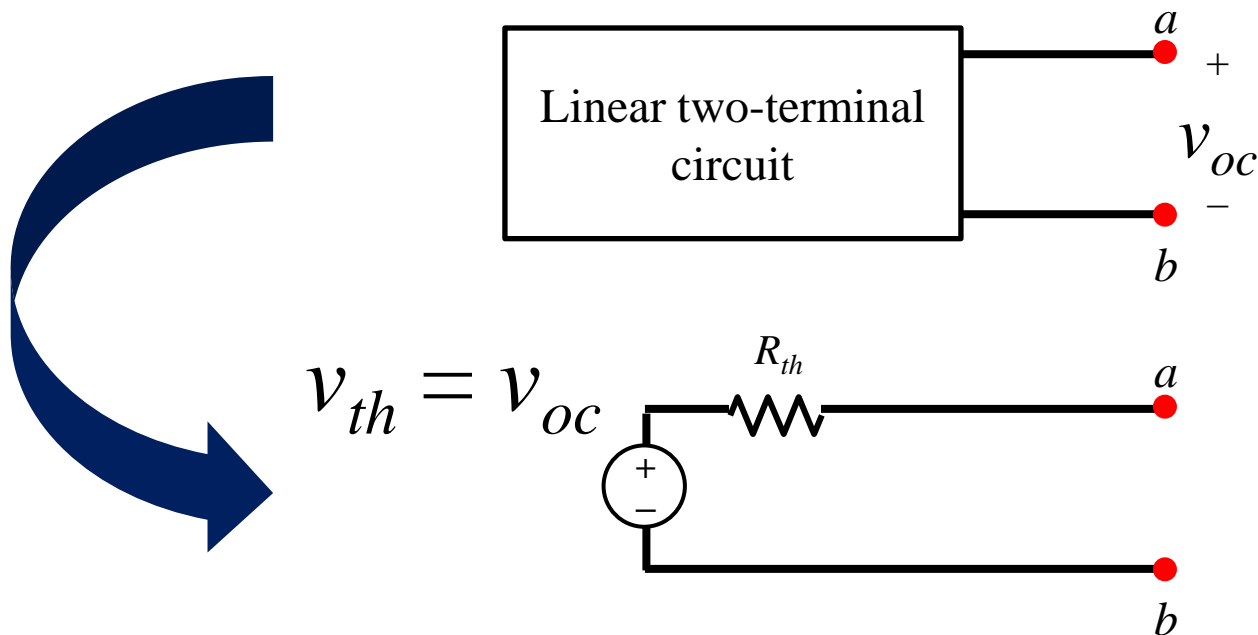 a
+
Linear two-terminal
circuit
v_oc
−
b
R_th
v_th = v_oc
a
+
−
b